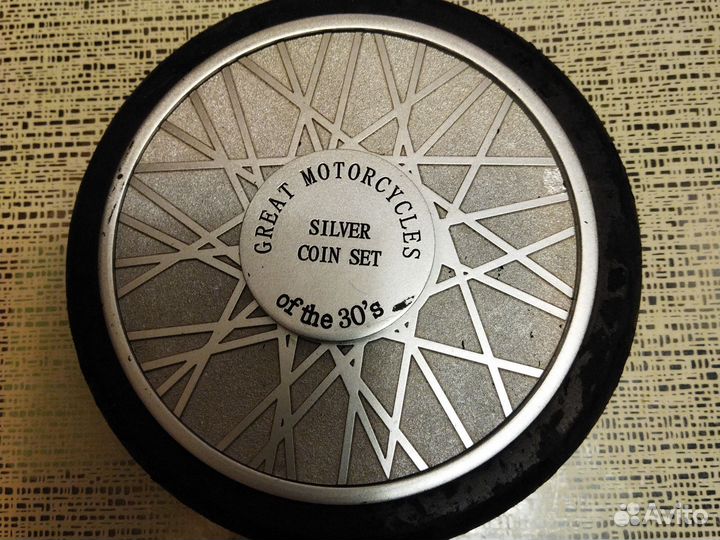 GREAT MOTORCYCLES
SILVER
COIN SET
of the 30's
Avito